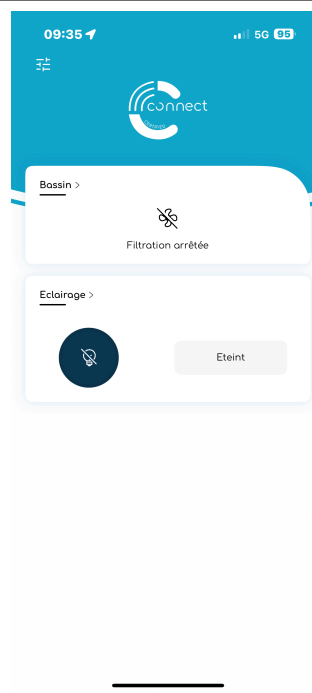 09:35
5G 95
connect
Bassin >
Filtration arrêtée
Eclairage >
Eteint